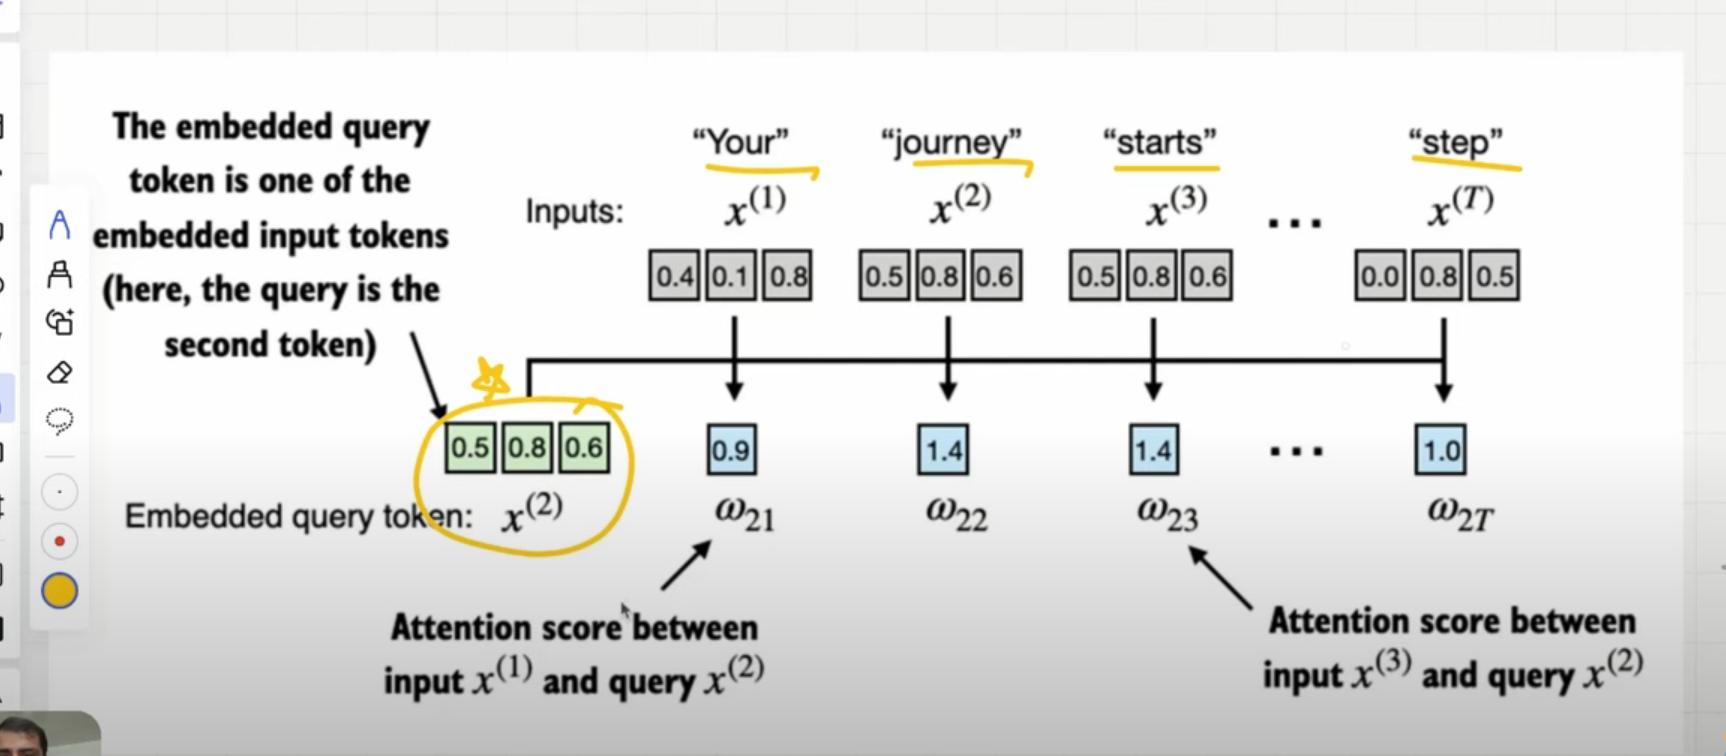 The embedded query
token is one of the
embedded input tokens
(here, the query is the
second token)
“Your” “journey” “starts” “step”
Inputs: x(1) x(2) x(3) ... x(T)
0.4 0.1 0.8 0.5 0.8 0.6 0.5 0.8 0.6 0.0 0.8 0.5
0.5 0.8 0.6 0.9 1.4 1.4 ... 1.0
Embedded query token: x(2) ω21 ω22 ω23 ω2T
Attention score between
input x(1) and query x(2)
Attention score between
input x(3) and query x(2)